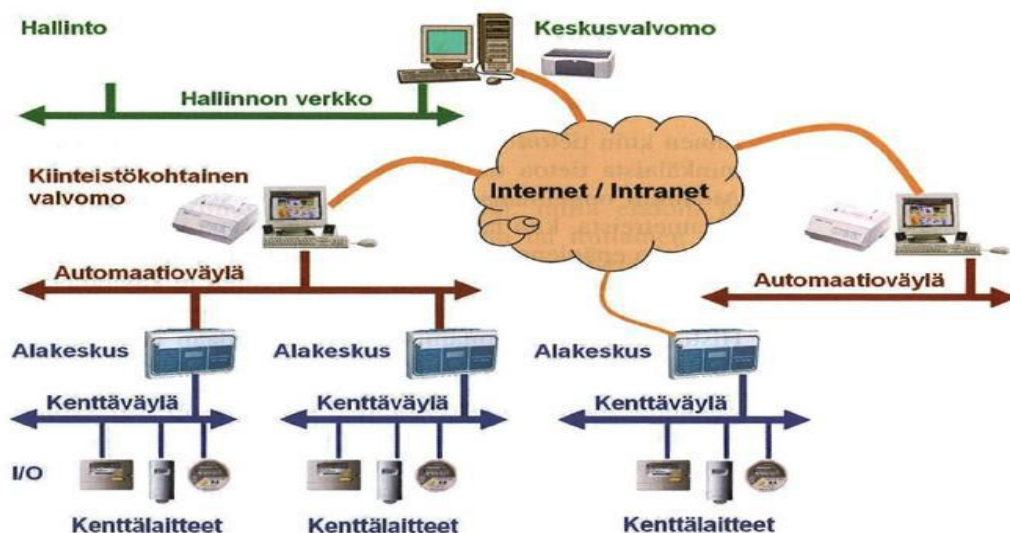 Hallinto
Keskusvalvomo
Hallinnon verkko
Kiinteistökohtainen
valvomo
Internet / Intranet
Automaatioväylä
Automaatioväylä
Alakeskus
Alakeskus
Alakeskus
Kenttäväylä
Kenttäväylä
Kenttäväylä
I/O
Kenttälaitteet
Kenttälaitteet
Kenttälaitteet